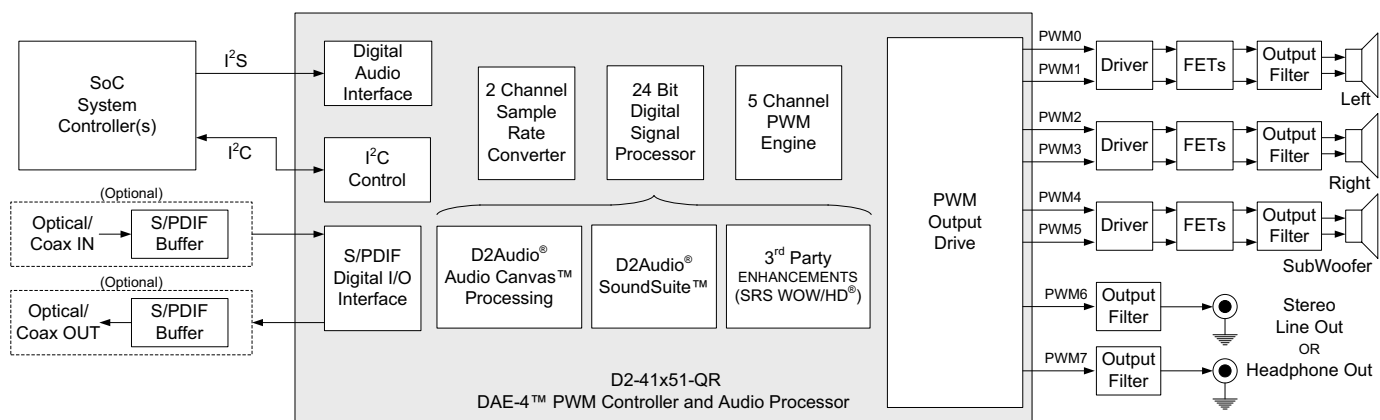 SoC
System
Controller(s)
I²S
I²C
Digital
Audio
Interface
I²C
Control
(Optional)
Optical/
Coax IN
S/PDIF
Buffer
(Optional)
Optical/
Coax OUT
S/PDIF
Buffer
S/PDIF
Digital I/O
Interface
2 Channel
Sample
Rate
Converter
24 Bit
Digital
Signal
Processor
5 Channel
PWM
Engine
D2Audio®
Audio Canvas™
Processing
D2Audio®
SoundSuite™
3rd Party
ENHANCEMENTS
(SRS WOW/HD®)
D2-41x51-QR
DAE-4™ PWM Controller and Audio Processor
PWM
Output
Drive
PWM0
PWM1
Driver
FETs
Output
Filter
Left
PWM2
PWM3
Driver
FETs
Output
Filter
Right
PWM4
PWM5
Driver
FETs
Output
Filter
SubWoofer
PWM6
Output
Filter
PWM7
Output
Filter
Stereo
Line Out
OR
Headphone Out